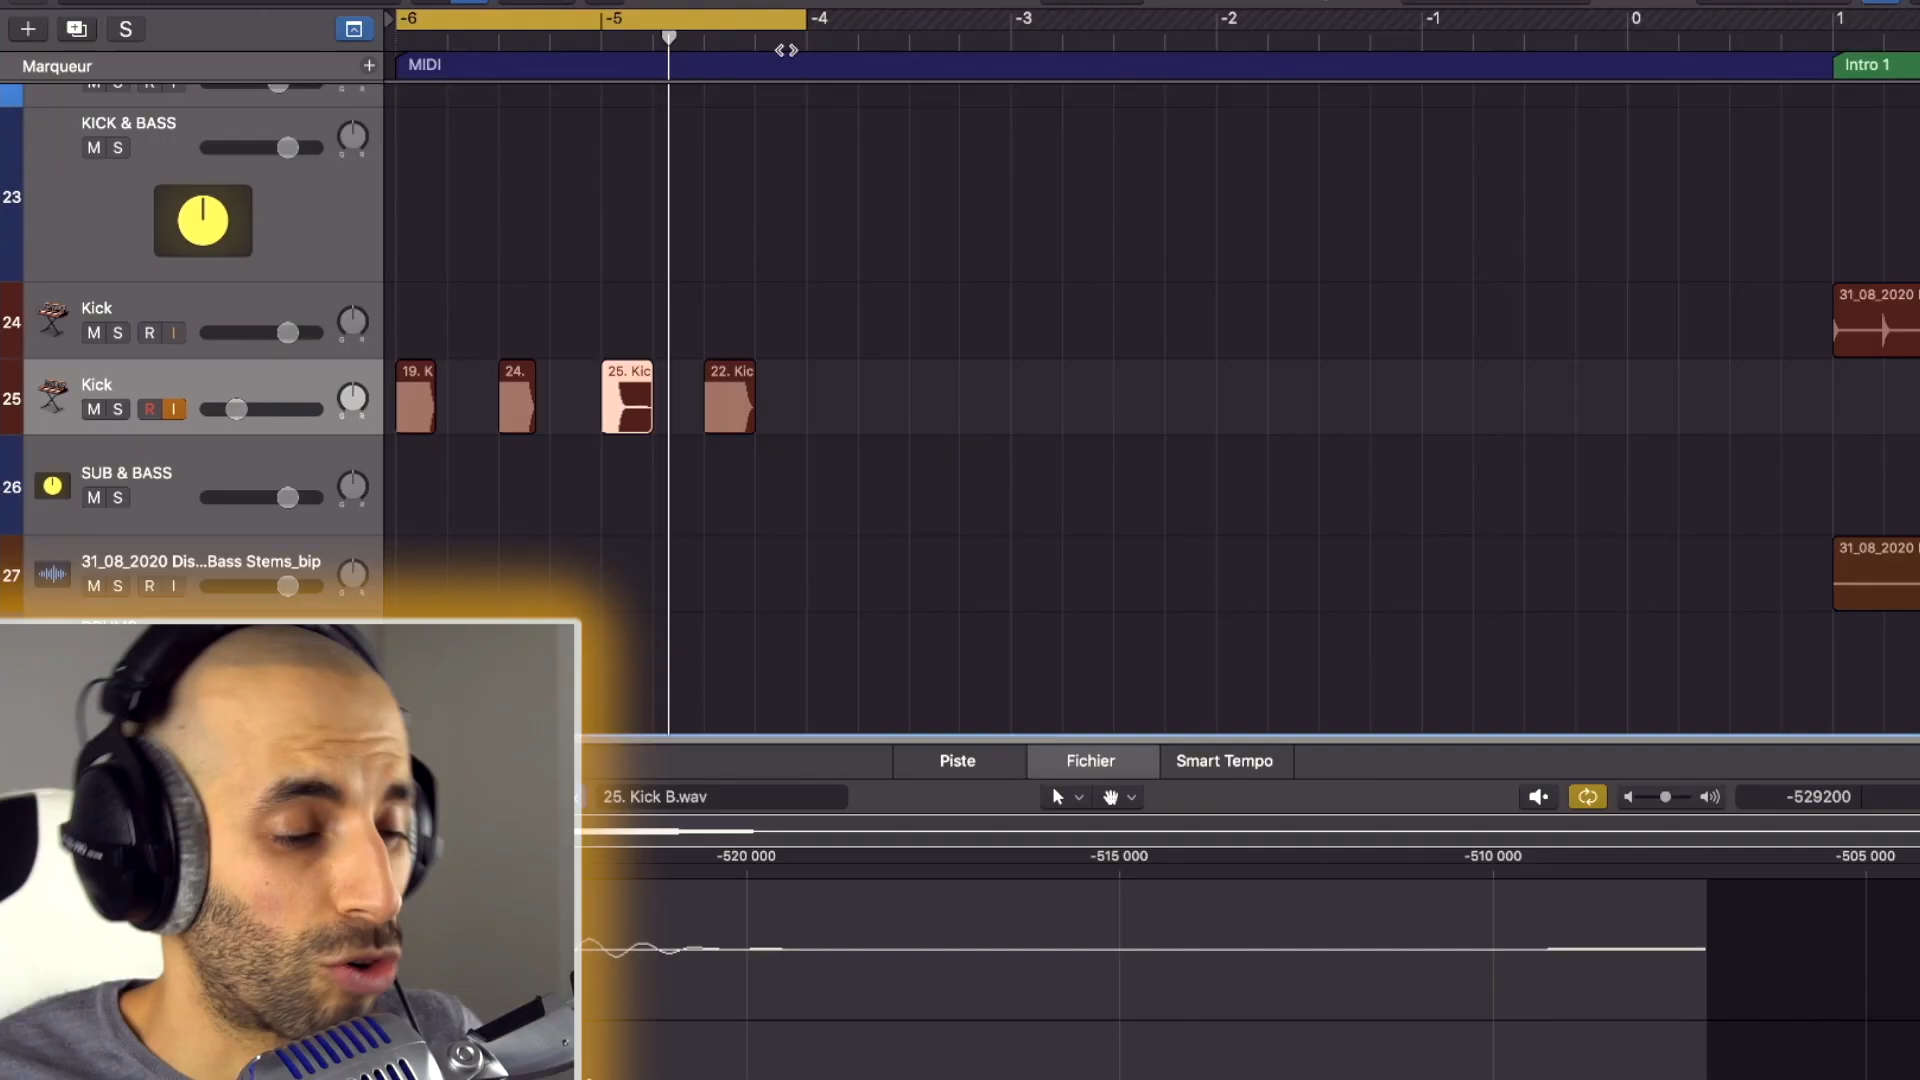 -6 -5 -4 -3 -2 -1 0 1
S
Marqueur +
MIDI
Intro 1
M S R I
KICK & BASS
M S
23
Kick
24
M S R I
31_08_2020
Kick
25
M S R I
19. K
24.
25. Kic
22. Kic
SUB & BASS
26
M S
31_08_2020 Dis...Bass Stems_bip
27
M S R I
31_08_2020
Piste Fichier Smart Tempo
25. Kick B.wav
-529200
-520 000 -515 000 -510 000 -505 000